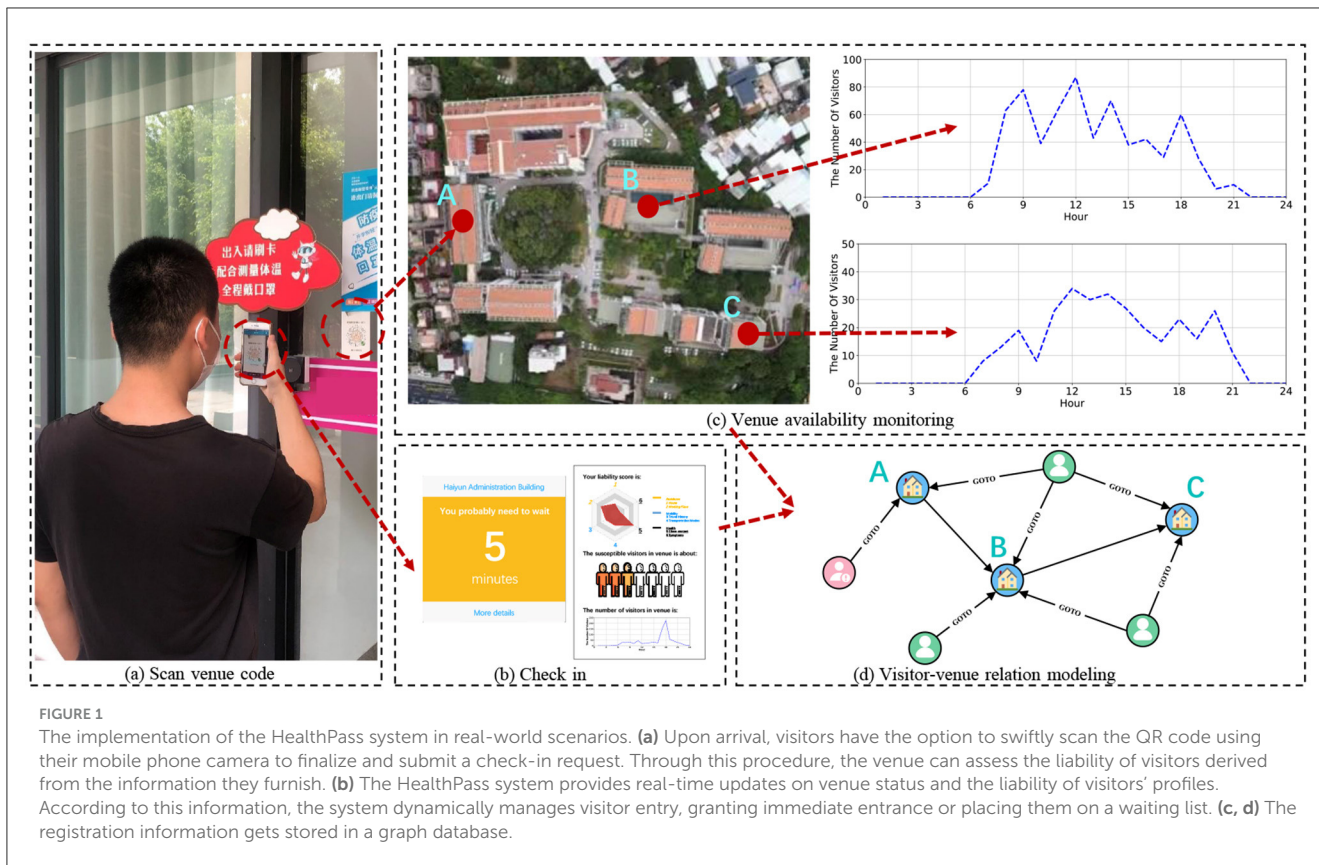 出入请刷卡
配合测量体温
全程戴口罩
(a) Scan venue code
A
B
C
The Number Of Visitors
100
80
60
40
20
0
0 3 6 9 12 15 18 21 24
Hour
The Number Of Visitors
50
40
30
20
10
0
0 3 6 9 12 15 18 21 24
Hour
(c) Venue availability monitoring
Haiyun Administration Building
You probably need to wait
5
minutes
More details
Your liability score is:
1
2
6
3
5
4
The susceptible visitors in venue is about:
The number of visitors in venue is:
(b) Check in
A
GOTO
C
GOTO
GOTO
GOTO
B
GOTO
GOTO
GOTO
(d) Visitor-venue relation modeling
FIGURE 1
The implementation of the HealthPass system in real-world scenarios. (a) Upon arrival, visitors have the option to swiftly scan the QR code using
their mobile phone camera to finalize and submit a check-in request. Through this procedure, the venue can assess the liability of visitors derived
from the information they furnish. (b) The HealthPass system provides real-time updates on venue status and the liability of visitors' profiles.
According to this information, the system dynamically manages visitor entry, granting immediate entrance or placing them on a waiting list. (c, d) The
registration information gets stored in a graph database.